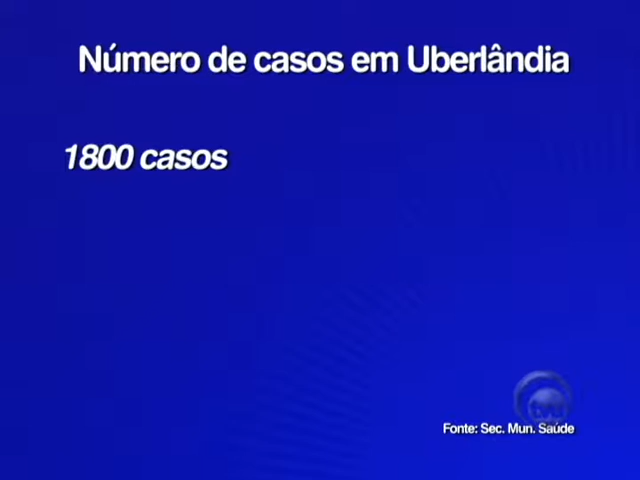 Número de casos em Uberlândia
1800 casos
Fonte: Sec. Mun. Saúde